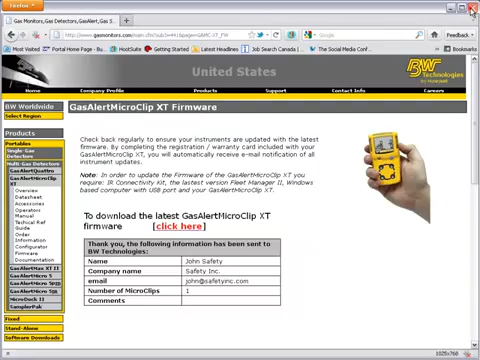 Firefox
Gas Monitors,Gas Detectors,GasAlert,Gas S...
http://www.gasmonitors.com/main.cfm?sub2=441&page=GAMC-XT_FW
Feedback
Most Visited
Portal Home Page - ...
HootSuite
Getting Started
Latest Headlines
Job Search Canada | ...
The Social Media Conf...
Bookmarks
United States
BW
Technologies
by Honeywell
Home
Company Profile
Products
Support
Contact Info
Careers
BW Worldwide
Select Region
Products
Portables
Single-Gas
Detectors
Multi-Gas Detectors
GasAlertQuattro
GasAlertMicroClip
XT
Overview
Datasheet
Accessories
Operators
Manual
Technical Ref
Guide
Order
Information
Configurator
Firmware
Documentation
GasAlertMax XT II
GasAlertMicro 5
GasAlertMicro 5PID
GasAlertMicro 5IR
MicroDock II
SamplerPak
Fixed
Stand-Alone
Software Downloads
GasAlertMicroClip XT Firmware
Check back regularly to ensure your instruments are updated with the latest
firmware. By completing the registration / warranty card included with your
GasAlertMicroClip XT, you will automatically receive e-mail notification of all
instrument updates.
Note: In order to update the Firmware of the GasAlertMicroClip XT you
require: IR Connectivity Kit, the lastest version Fleet Manager II, Windows
based computer with USB port and your GasAlertMicroClip XT.
To download the latest GasAlertMicroClip XT
firmware [click here]
Thank you, the following information has been sent to
BW Technologies:
Name John Safety
Company name Safety Inc.
email john@safetyinc.com
Number of MicroClips 1
Comments
1025x768